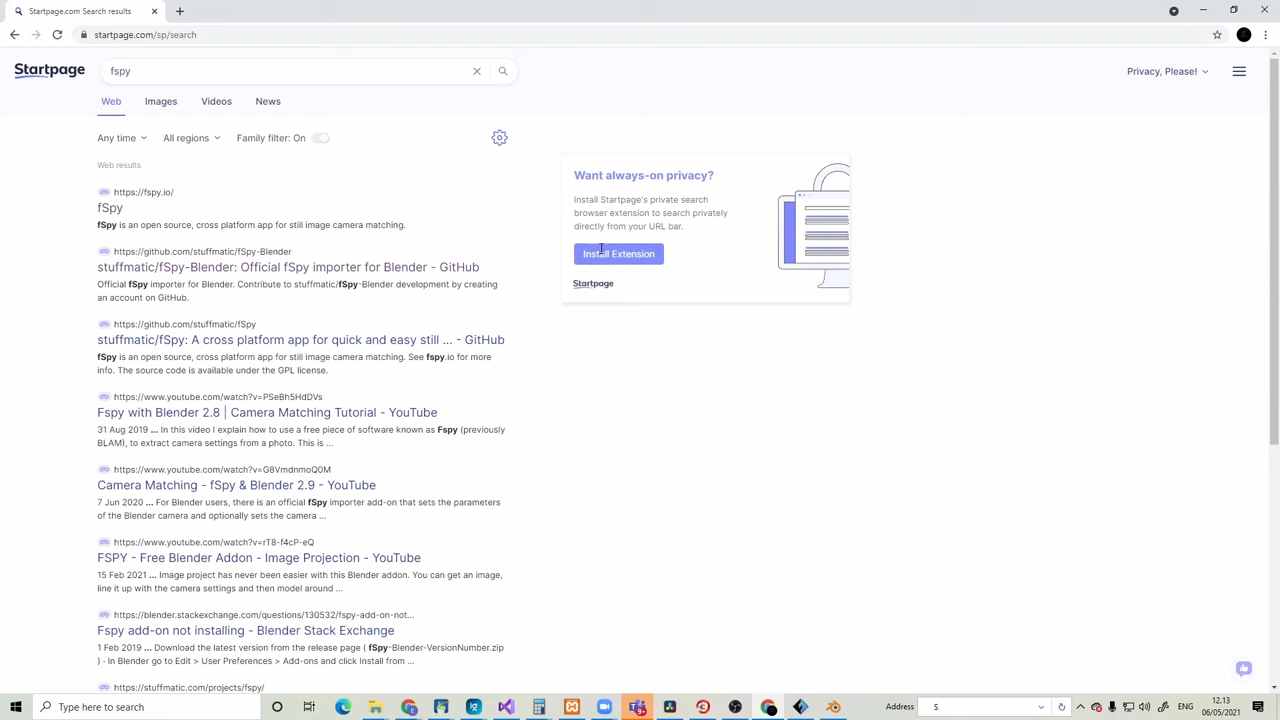 Startpage.com Search results
startpage.com/sp/search
Startpage
fspy
Privacy, Please!
Web
Images
Videos
News
Any time
All regions
Family filter: On
Web results
https://fspy.io/
fSpy
fSpy is an open source, cross platform app for still image camera matching.
https://github.com/stuffmatic/fSpy-Blender
stuffmatic/fSpy-Blender: Official fSpy importer for Blender - GitHub
Official fSpy importer for Blender. Contribute to stuffmatic/fSpy-Blender development by creating
an account on GitHub.
https://github.com/stuffmatic/fSpy
stuffmatic/fSpy: A cross platform app for quick and easy still ... - GitHub
fSpy is an open source, cross platform app for still image camera matching. See fspy.io for more
info. The source code is available under the GPL license.
https://www.youtube.com/watch?v=PSeBh5HdDVs
Fspy with Blender 2.8 | Camera Matching Tutorial - YouTube
31 Aug 2019 ... In this video I explain how to use a free piece of software known as Fspy (previously
BLAM), to extract camera settings from a photo. This is ...
https://www.youtube.com/watch?v=G8VmdnmoQ0M
Camera Matching - fSpy & Blender 2.9 - YouTube
7 Jun 2020 ... For Blender users, there is an official fSpy importer add-on that sets the parameters
of the Blender camera and optionally sets the camera ...
https://www.youtube.com/watch?v=rT8-f4cP-eQ
FSPY - Free Blender Addon - Image Projection - YouTube
15 Feb 2021 ... Image project has never been easier with this Blender addon. You can get an image,
line it up with the camera settings and then model around ...
https://blender.stackexchange.com/questions/130532/fspy-add-on-not...
Fspy add-on not installing - Blender Stack Exchange
1 Feb 2019 ... Download the latest version from the release page ( fSpy-Blender-VersionNumber.zip
) · In Blender go to Edit > User Preferences > Add-ons and click Install from ...
https://stuffmatic.com/projects/fspy/
Want always-on privacy?
Install Startpage's private search
browser extension to search privately
directly from your URL bar.
Install Extension
Startpage
Type here to search
Address
S
ENG
12.13
06/05/2021